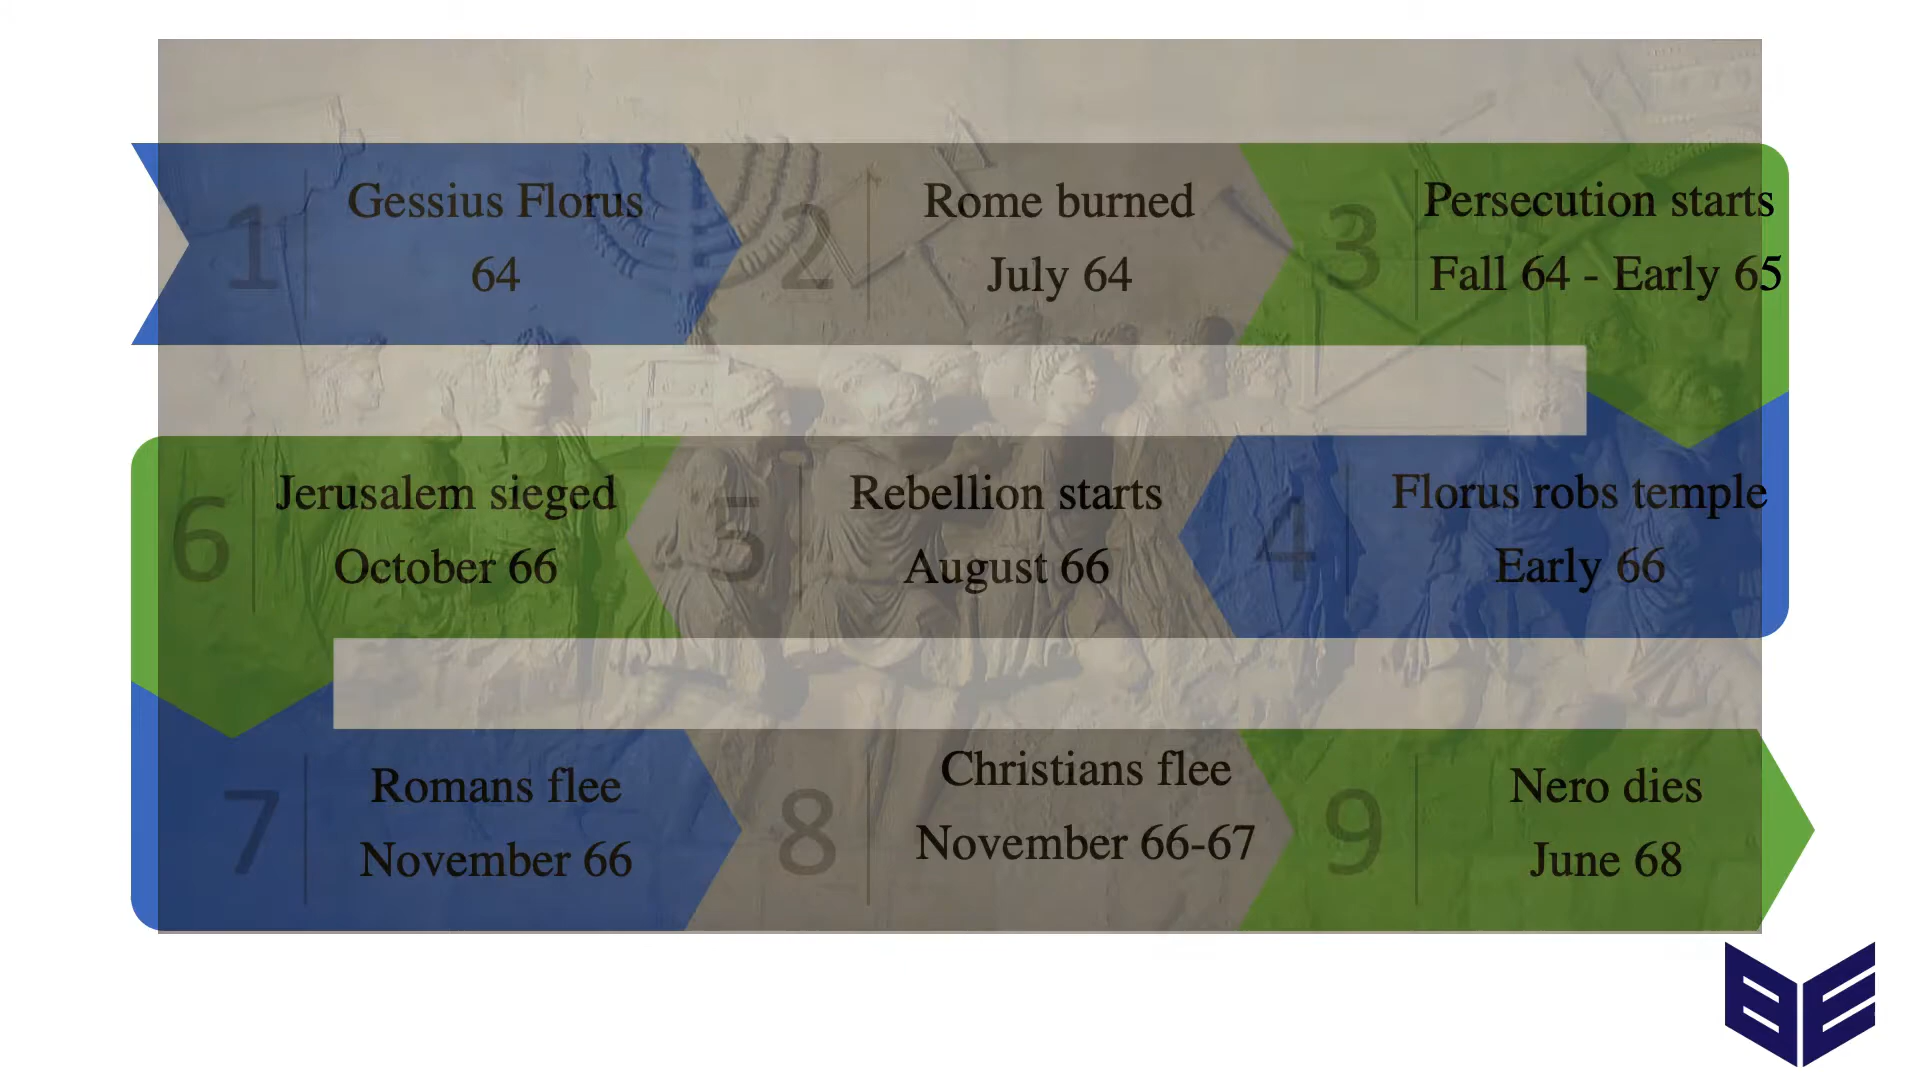 1
Gessius Florus
64
2
Rome burned
July 64
3
Persecution starts
Fall 64 - Early 65
4
Florus robs temple
Early 66
5
Rebellion starts
August 66
6
Jerusalem sieged
October 66
7
Romans flee
November 66
8
Christians flee
November 66-67
9
Nero dies
June 68
BE